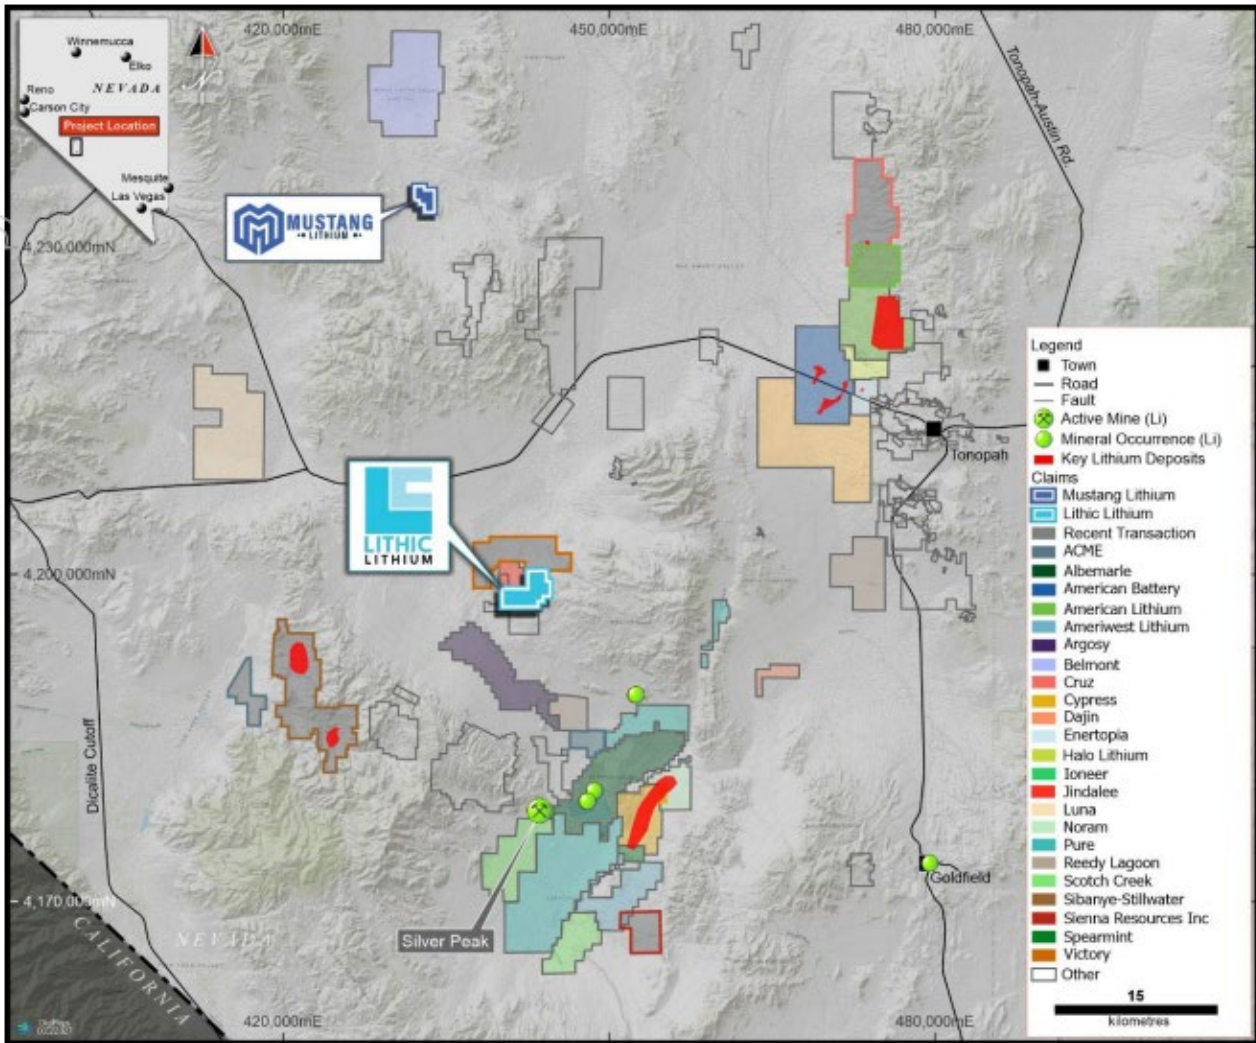 420,000mE
450,000mE
480,000mE
Winnemucca
Elko
NEVADA
Reno
Carson City
Project Location
Mesquite
Las Vegas
N
Tonopah-Austin Rd.
MUSTANG
LITHIUM
4,230,000mN
Tonopah
LITHIC
LITHIUM
4,200,000mN
Dicalite Cutoff
Goldfield
4,170,000mN
Silver Peak
NEVADA
CALIFORNIA
420,000mE
480,000mE
Legend
Town
Road
Fault
Active Mine (Li)
Mineral Occurrence (Li)
Key Lithium Deposits
Claims
Mustang Lithium
Lithic Lithium
Recent Transaction
ACME
Albemarle
American Battery
American Lithium
Ameriwest Lithium
Argosy
Belmont
Cruz
Cypress
Dajin
Enertopia
Halo Lithium
Ioneer
Jindalee
Luna
Noram
Pure
Reedy Lagoon
Scotch Creek
Sibanye-Stillwater
Sienna Resources Inc
Spearmint
Victory
Other
15
kilometres